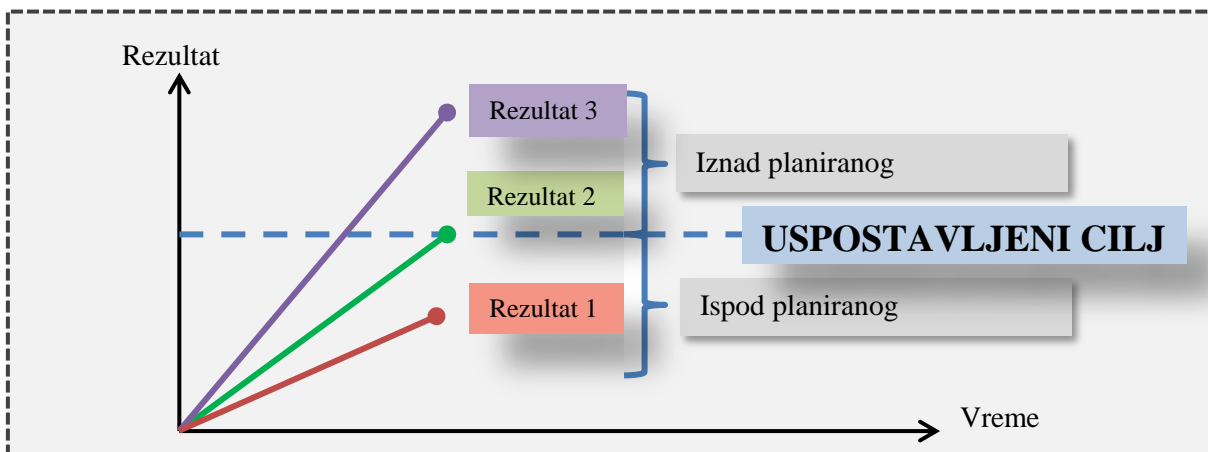 Rezultat
Rezultat 3
Iznad planiranog
Rezultat 2
USPOSTAVLJENI CILJ
Rezultat 1
Ispod planiranog
Vreme